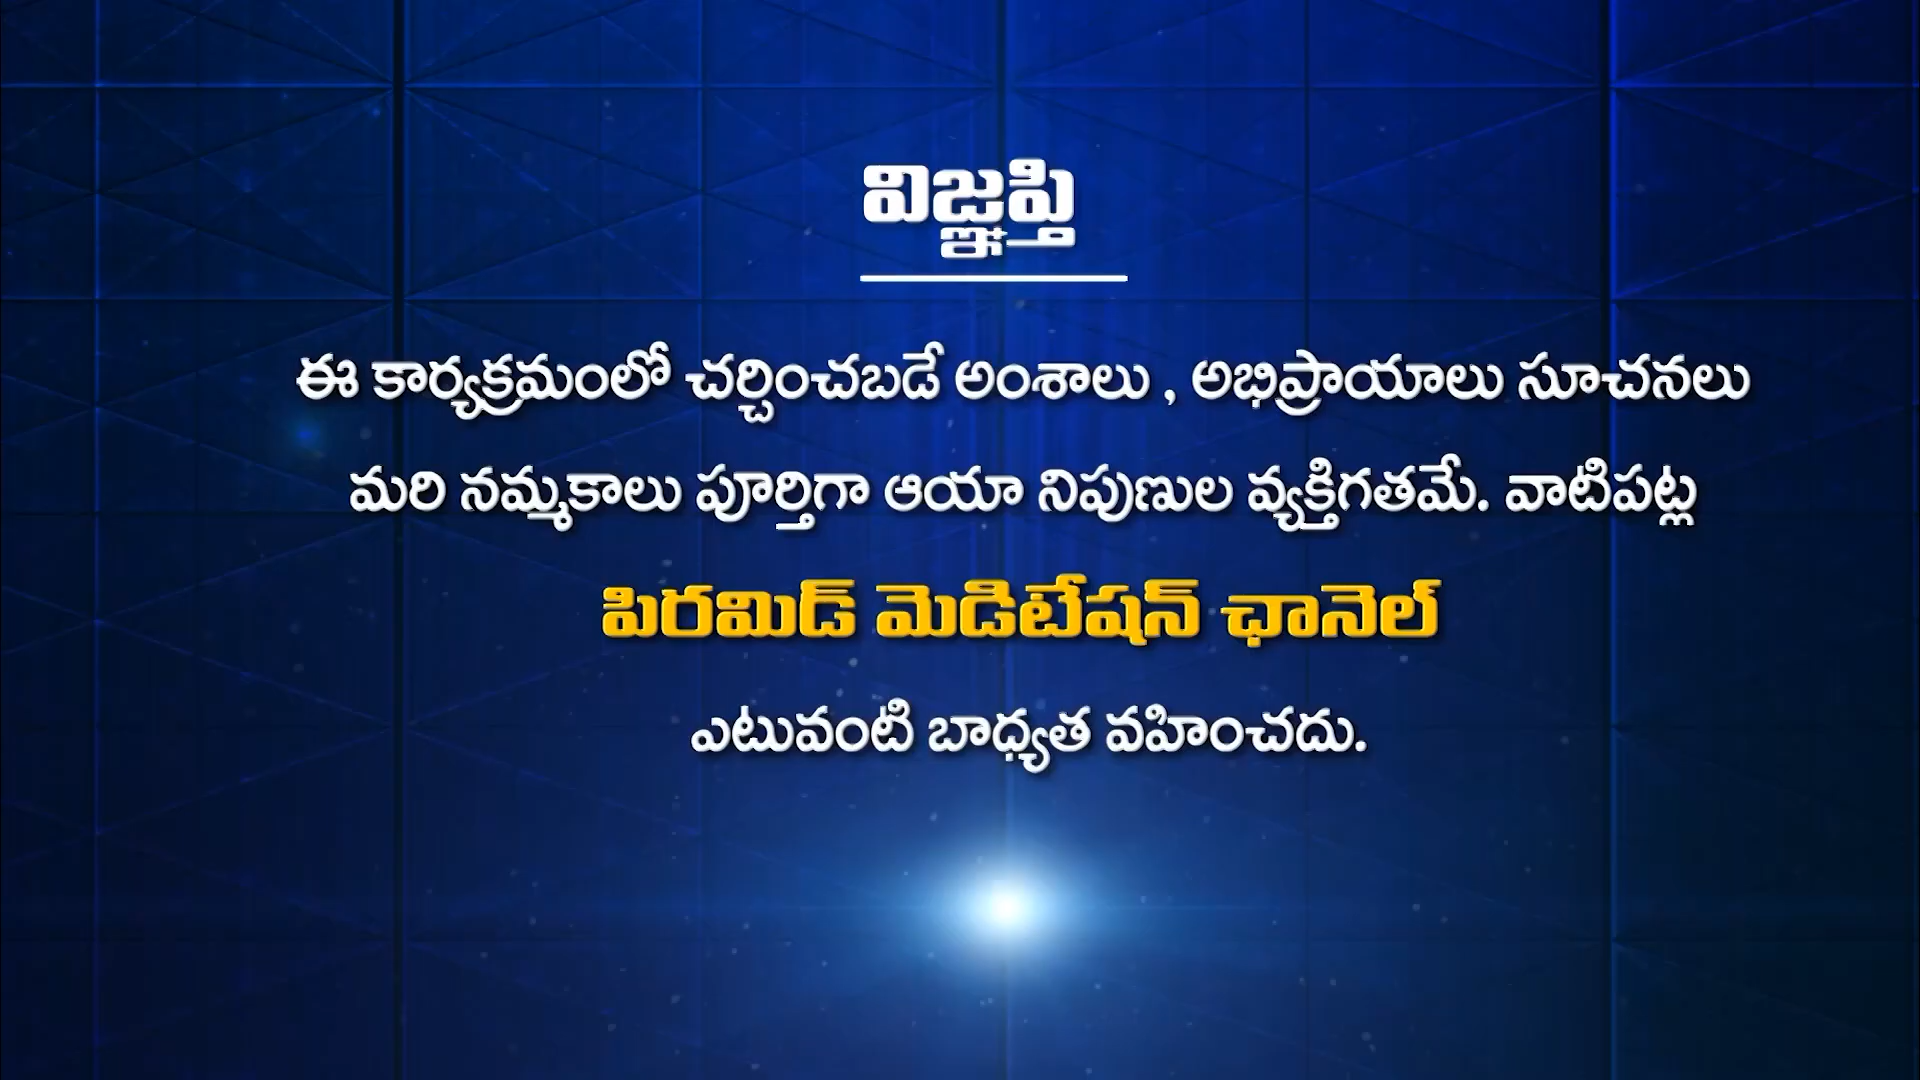 విజ్ఞప్తి
ఈ కార్యక్రమంలో చర్చించబడే అంశాలు , అభిప్రాయాలు సూచనలు
మరి నమ్మకాలు పూర్తిగా ఆయా నిపుణుల వ్యక్తిగతమే. వాటిపట్ల
పిరమిడ్ మెడిటేషన్ ఛానెల్
ఎటువంటి బాధ్యత వహించదు.